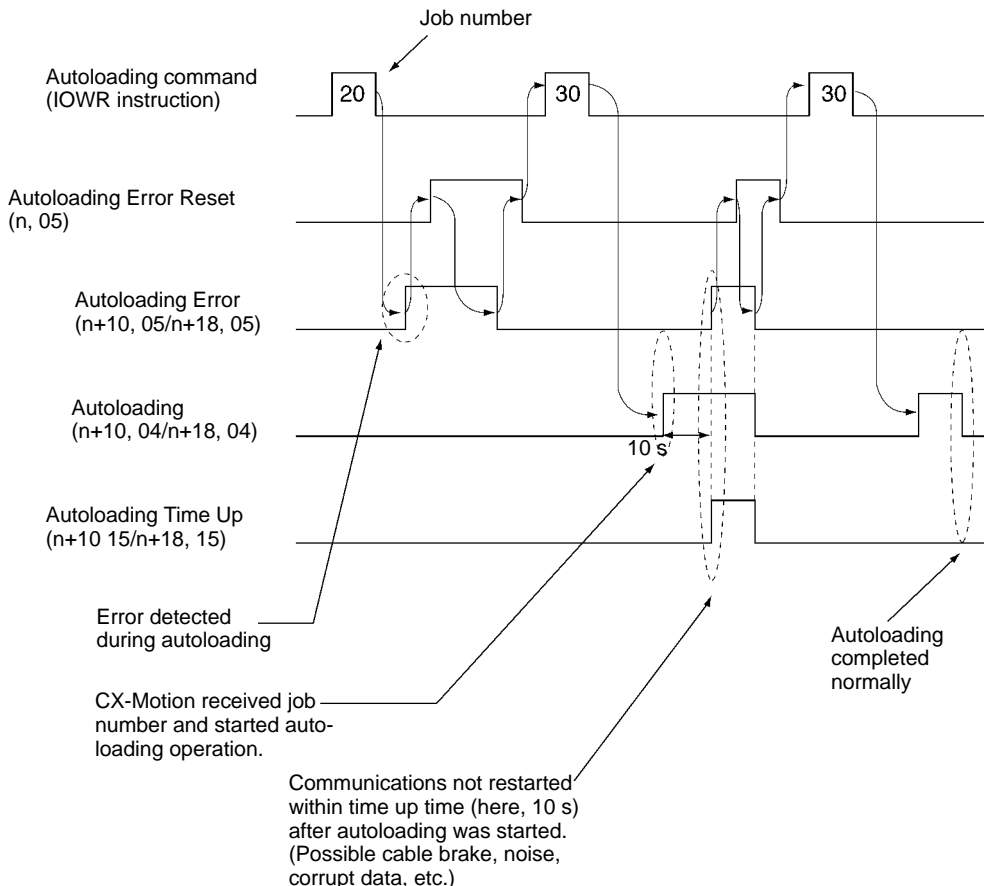 Job number
Autoloading command
(IOWR instruction)
20
30
30
Autoloading Error Reset
(n, 05)
Autoloading Error
(n+10, 05/n+18, 05)
Autoloading
(n+10, 04/n+18, 04)
10 s
Autoloading Time Up
(n+10 15/n+18, 15)
Error detected
during autoloading
Autoloading
completed
normally
CX-Motion received job
number and started auto-
loading operation.
Communications not restarted
within time up time (here, 10 s)
after autoloading was started.
(Possible cable brake, noise,
corrupt data, etc.)